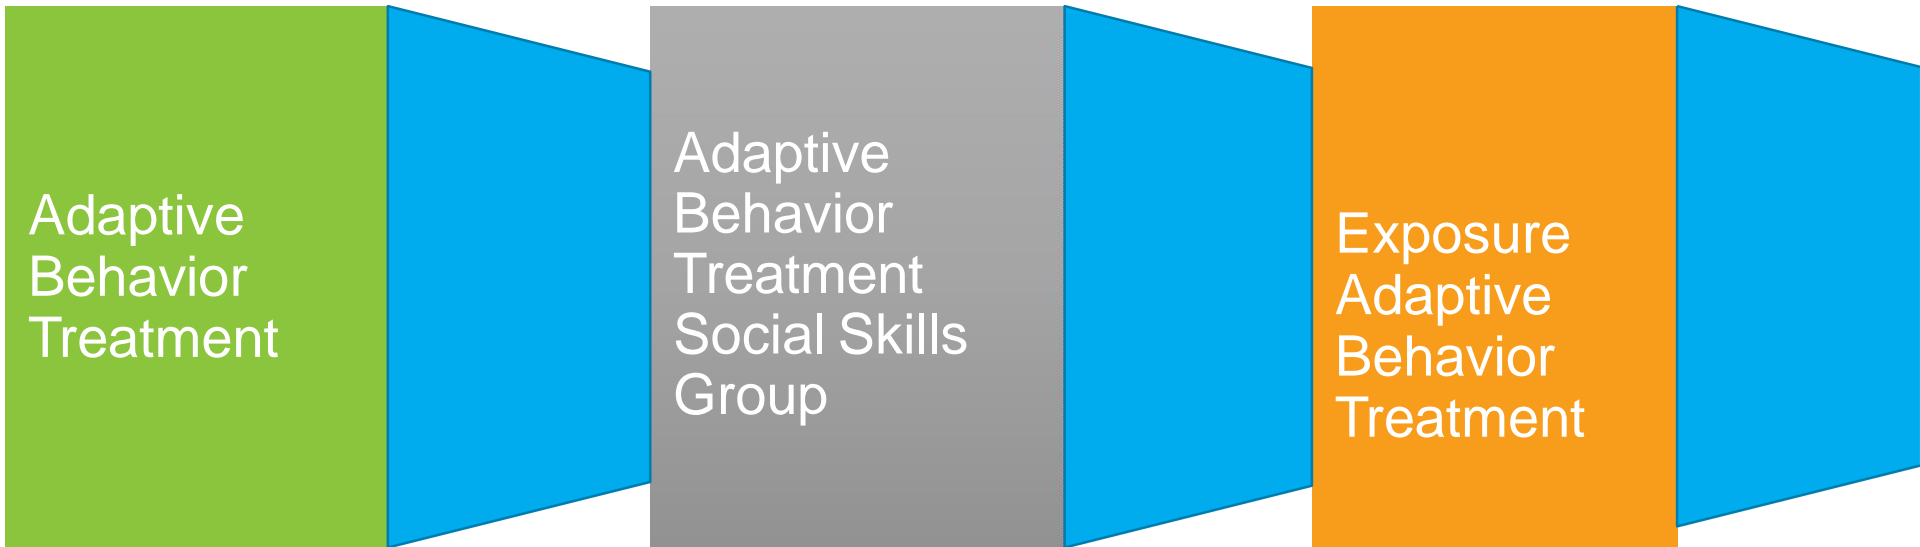 Adaptive
Behavior
Treatment
Adaptive
Behavior
Treatment
Social Skills
Group
Exposure
Adaptive
Behavior
Treatment